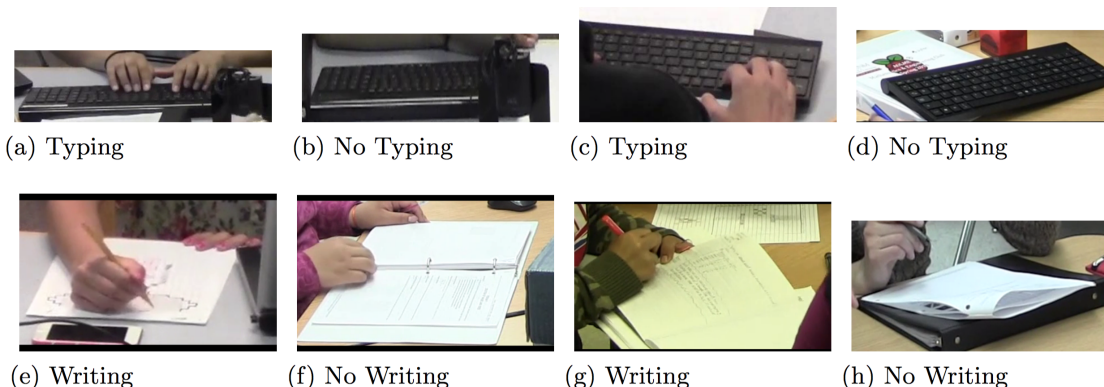 (a) Typing
(b) No Typing
(c) Typing
(d) No Typing
(e) Writing
(f) No Writing
(g) Writing
(h) No Writing